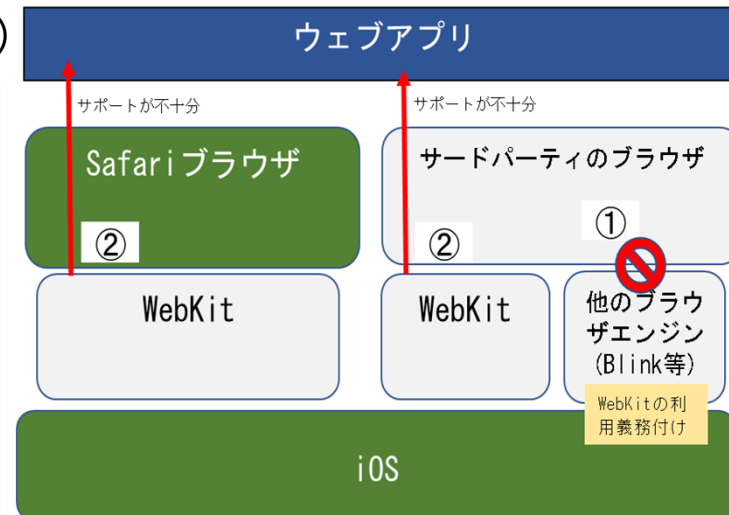 )
ウェブアプリ
サポートが不十分
サポートが不十分
Safariブラウザ
サードパーティのブラウザ
②
②
①
WebKit
WebKit
他のブラウ
ザエンジン
(Blink等)
WebKitの利
用義務付け
iOS